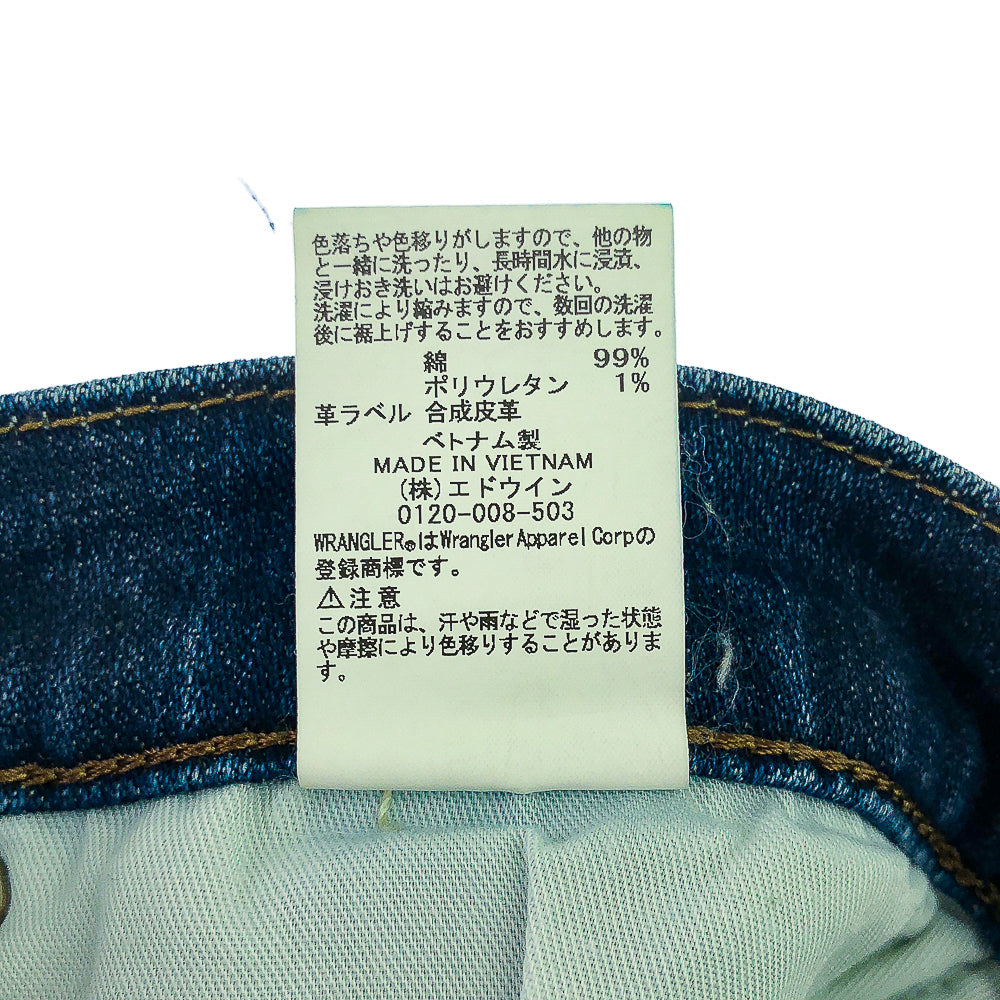 色落ちや色移りがしますので、他の物
と一緒に洗ったり、長時間水に浸漬、
浸けおき洗いはお避けください。
洗濯により縮みますので、数回の洗濯
後に裾上げすることをおすすめします。
綿 99%
ポリウレタン 1%
革ラベル 合成皮革
ベトナム製
MADE IN VIETNAM
(株)エドウイン
0120-008-503
WRANGLER®はWrangler Apparel Corpの
登録商標です。
⚠注意
この商品は、汗や雨などで湿った状態
や摩擦により色移りすることがありま
す。